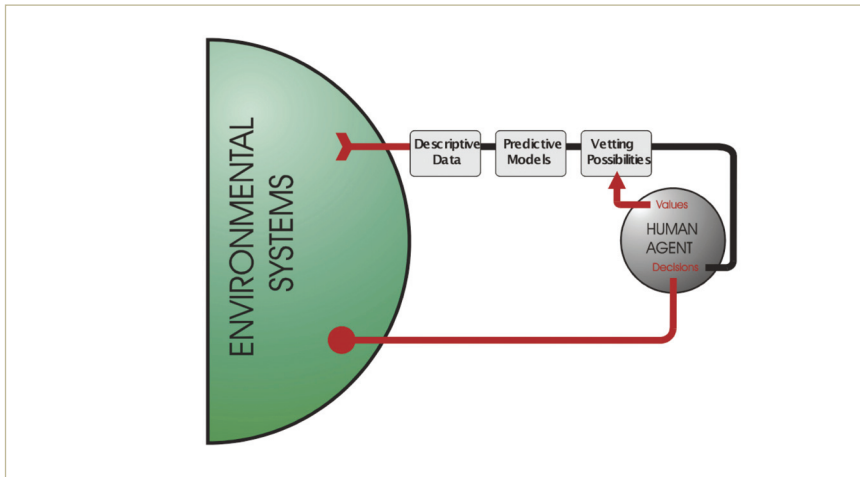 ENVIRONMENTAL
SYSTEMS
Descriptive
Data
Predictive
Models
Vetting
Possibilities
Values
HUMAN
AGENT
Decisions